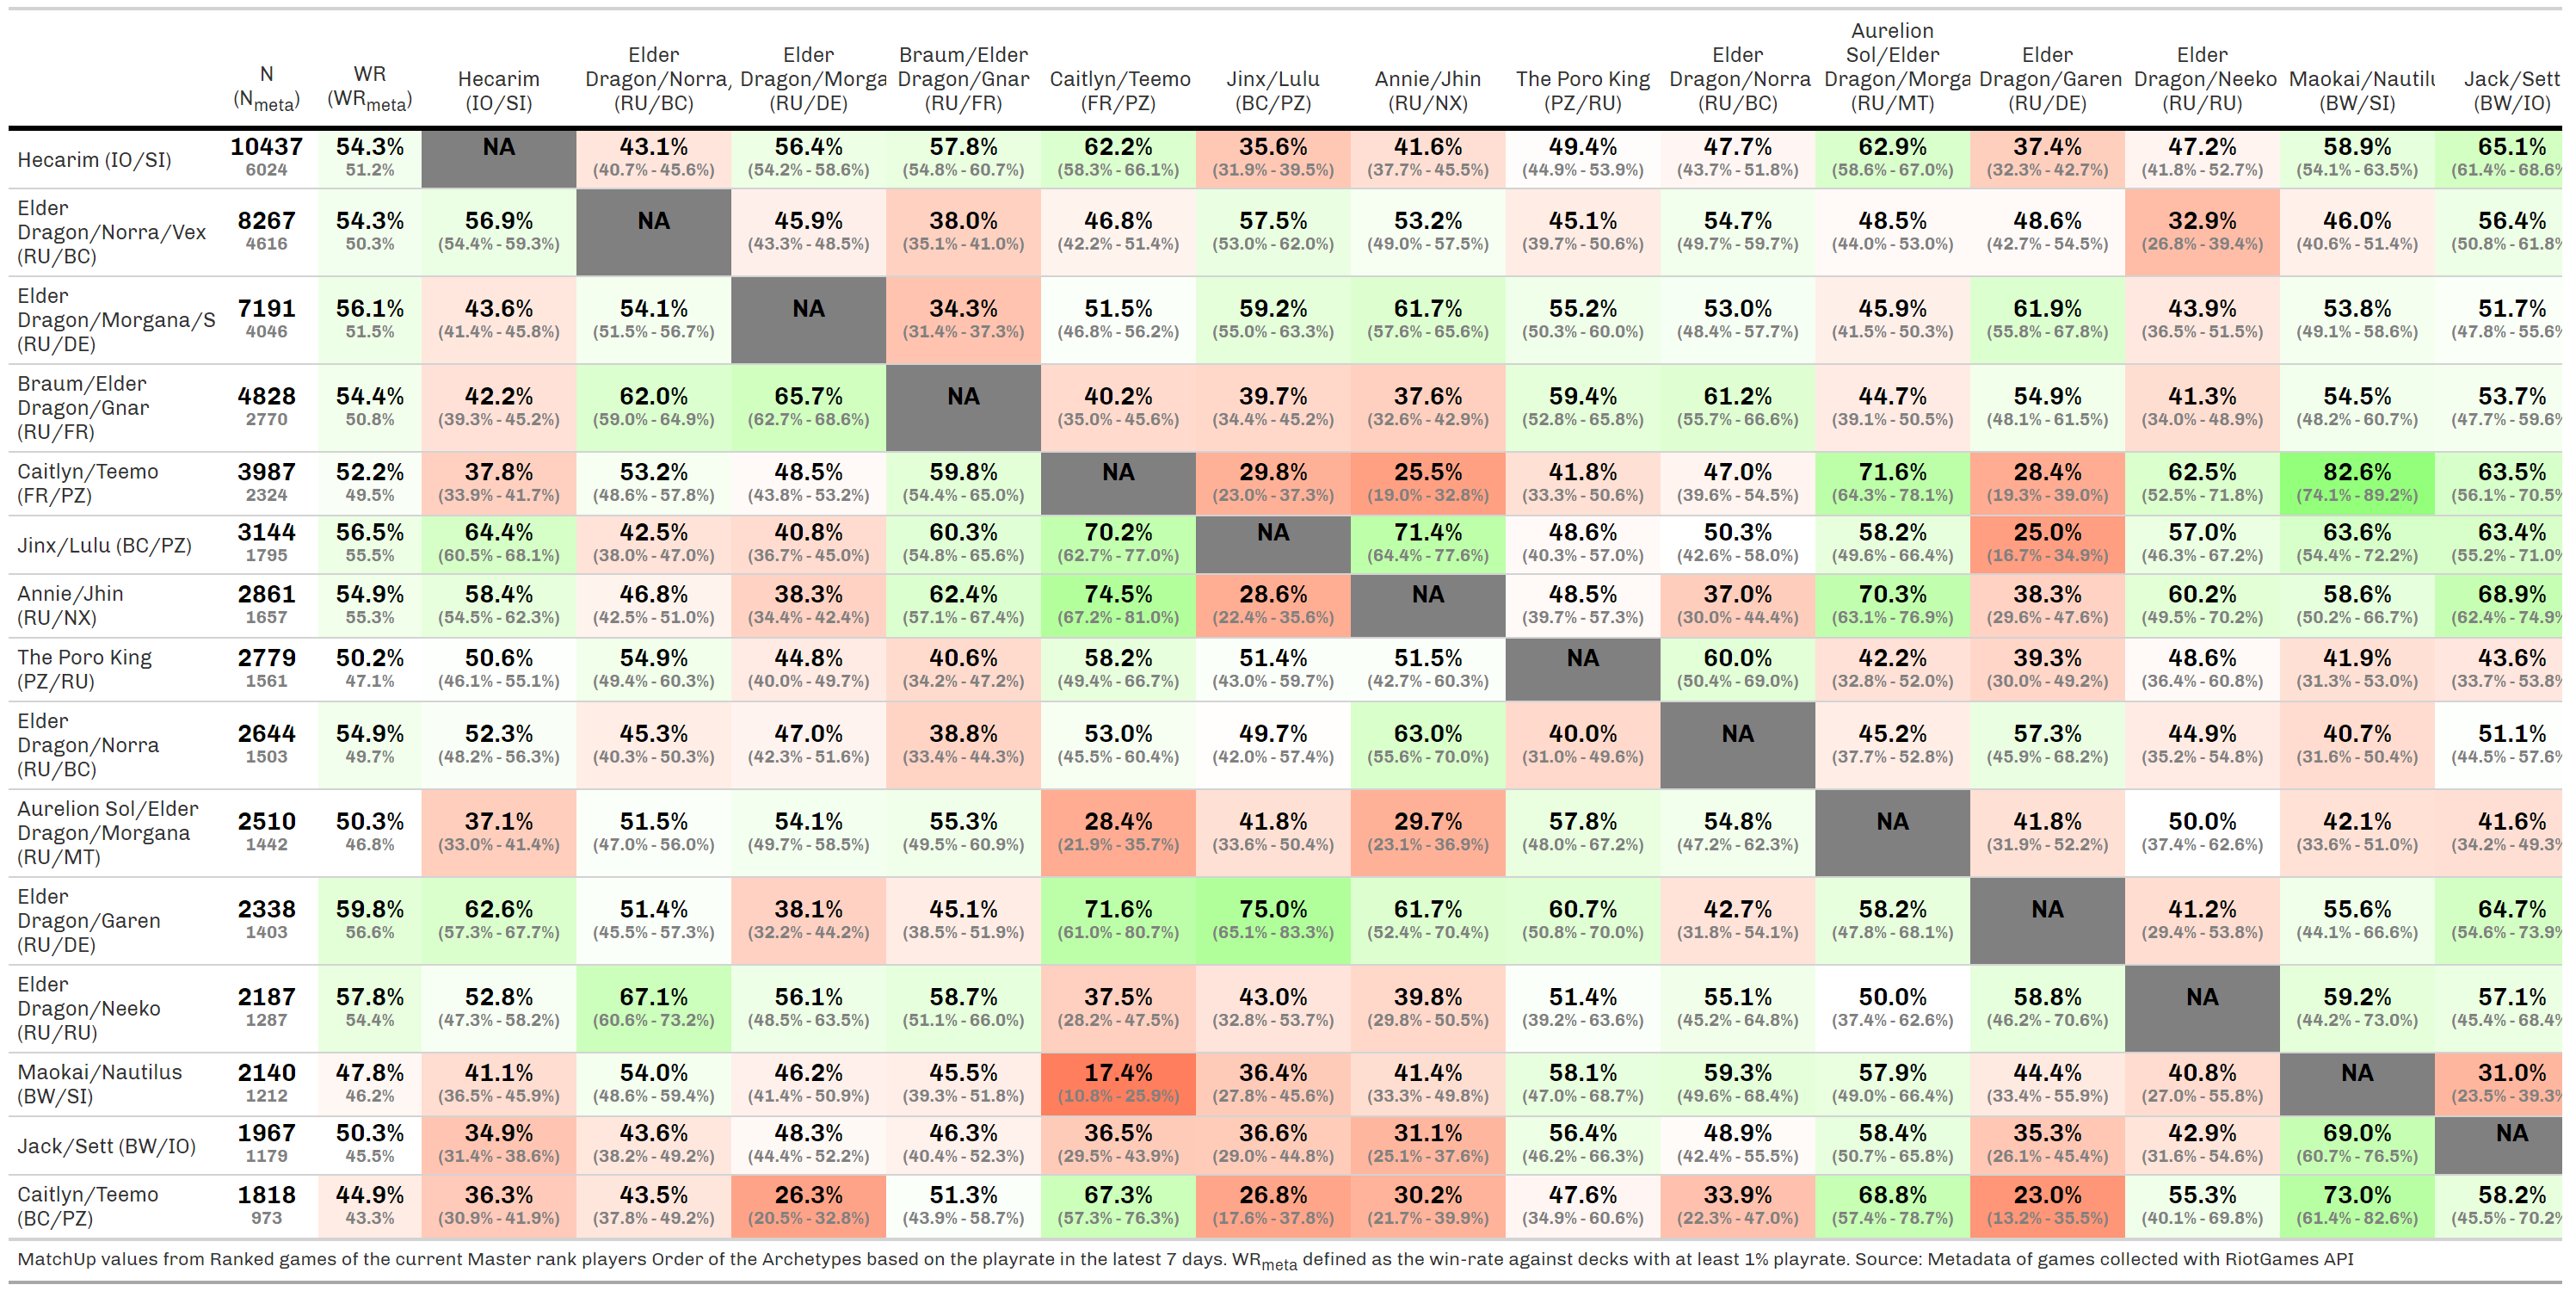 N (Nmeta) WR (WRmeta) Hecarim (IO/SI) Elder Dragon/Norra, (RU/BC) Elder Dragon/Morga (RU/DE) Braum/Elder Dragon/Gnar (RU/FR) Caitlyn/Teemo (FR/PZ) Jinx/Lulu (BC/PZ) Annie/Jhin (RU/NX) The Poro King (PZ/RU) Elder Dragon/Norra (RU/BC) Aurelion Sol/Elder Dragon/Morga (RU/MT) Elder Dragon/Garen (RU/DE) Elder Dragon/Neeko (RU/RU) Maokai/Nautilu (BW/SI) Jack/Sett (BW/IO)
Hecarim (IO/SI) 10437 54.3% NA 43.1% 56.4% 57.8% 62.2% 35.6% 41.6% 49.4% 47.7% 62.9% 37.4% 47.2% 58.9% 65.1%
6024 51.2% (40.7% - 45.6%) (54.2% - 58.6%) (54.8% - 60.7%) (58.3% - 66.1%) (31.9% - 39.5%) (37.7% - 45.5%) (44.9% - 53.9%) (43.7% - 51.8%) (58.6% - 67.0%) (32.3% - 42.7%) (41.8% - 52.7%) (54.1% - 63.5%) (61.4% - 68.6%
Elder Dragon/Norra/Vex (RU/BC) 8267 54.3% 56.9% NA 45.9% 38.0% 46.8% 57.5% 53.2% 45.1% 54.7% 48.5% 48.6% 32.9% 46.0% 56.4%
4616 50.3% (54.4% - 59.3%) (43.3% - 48.5%) (35.1% - 41.0%) (42.2% - 51.4%) (53.0% - 62.0%) (49.0% - 57.5%) (39.7% - 50.6%) (49.7% - 59.7%) (44.0% - 53.0%) (42.7% - 54.5%) (26.8% - 39.4%) (40.6% - 51.4%) (50.8% - 61.8%
Elder Dragon/Morgana/S (RU/DE) 7191 56.1% 43.6% 54.1% NA 34.3% 51.5% 59.2% 61.7% 55.2% 53.0% 45.9% 61.9% 43.9% 53.8% 51.7%
4046 51.5% (41.4% - 45.8%) (51.5% - 56.7%) (31.4% - 37.3%) (46.8% - 56.2%) (55.0% - 63.3%) (57.6% - 65.6%) (50.3% - 60.0%) (48.4% - 57.7%) (41.5% - 50.3%) (55.8% - 67.8%) (36.5% - 51.5%) (49.1% - 58.6%) (47.8% - 55.6%
Braum/Elder Dragon/Gnar (RU/FR) 4828 54.4% 42.2% 62.0% 65.7% NA 40.2% 39.7% 37.6% 59.4% 61.2% 44.7% 54.9% 41.3% 54.5% 53.7%
2770 50.8% (39.3% - 45.2%) (59.0% - 64.9%) (62.7% - 68.6%) (35.0% - 45.6%) (34.4% - 45.2%) (32.6% - 42.9%) (52.8% - 65.8%) (55.7% - 66.6%) (39.1% - 50.5%) (48.1% - 61.5%) (34.0% - 48.9%) (48.2% - 60.7%) (47.7% - 59.6%
Caitlyn/Teemo (FR/PZ) 3987 52.2% 37.8% 53.2% 48.5% 59.8% NA 29.8% 25.5% 41.8% 47.0% 71.6% 28.4% 62.5% 82.6% 63.5%
2324 49.5% (33.9% - 41.7%) (48.6% - 57.8%) (43.8% - 53.2%) (54.4% - 65.0%) (23.0% - 37.3%) (19.0% - 32.8%) (33.3% - 50.6%) (39.6% - 54.5%) (64.3% - 78.1%) (19.3% - 39.0%) (52.5% - 71.8%) (74.1% - 89.2%) (56.1% - 70.5%
Jinx/Lulu (BC/PZ) 3144 56.5% 64.4% 42.5% 40.8% 60.3% 70.2% NA 71.4% 48.6% 50.3% 58.2% 25.0% 57.0% 63.6% 63.4%
1795 55.5% (60.5% - 68.1%) (38.0% - 47.0%) (36.7% - 45.0%) (54.8% - 65.6%) (62.7% - 77.0%) (64.4% - 77.6%) (40.3% - 57.0%) (42.6% - 58.0%) (49.6% - 66.4%) (16.7% - 34.9%) (46.3% - 67.2%) (54.4% - 72.2%) (55.2% - 71.0%
Annie/Jhin (RU/NX) 2861 54.9% 58.4% 46.8% 38.3% 62.4% 74.5% 28.6% NA 48.5% 37.0% 70.3% 38.3% 60.2% 58.6% 68.9%
1657 55.3% (54.5% - 62.3%) (42.5% - 51.0%) (34.4% - 42.4%) (57.1% - 67.4%) (67.2% - 81.0%) (22.4% - 35.6%) (39.7% - 57.3%) (30.0% - 44.4%) (63.1% - 76.9%) (29.6% - 47.6%) (49.5% - 70.2%) (50.2% - 66.7%) (62.4% - 74.9%
The Poro King (PZ/RU) 2779 50.2% 50.6% 54.9% 44.8% 40.6% 58.2% 51.4% 51.5% NA 60.0% 42.2% 39.3% 48.6% 41.9% 43.6%
1561 47.1% (46.1% - 55.1%) (49.4% - 60.3%) (40.0% - 49.7%) (34.2% - 47.2%) (49.4% - 66.7%) (43.0% - 59.7%) (42.7% - 60.3%) (50.4% - 69.0%) (32.8% - 52.0%) (30.0% - 49.2%) (36.4% - 60.8%) (31.3% - 53.0%) (33.7% - 53.8%
Elder Dragon/Norra (RU/BC) 2644 54.9% 52.3% 45.3% 47.0% 38.8% 53.0% 49.7% 63.0% 40.0% NA 45.2% 57.3% 44.9% 40.7% 51.1%
1503 49.7% (48.2% - 56.3%) (40.3% - 50.3%) (42.3% - 51.6%) (33.4% - 44.3%) (45.5% - 60.4%) (42.0% - 57.4%) (55.6% - 70.0%) (31.0% - 49.6%) (37.7% - 52.8%) (45.9% - 68.2%) (35.2% - 54.8%) (31.6% - 50.4%) (44.5% - 57.6%
Aurelion Sol/Elder Dragon/Morgana (RU/MT) 2510 50.3% 37.1% 51.5% 54.1% 55.3% 28.4% 41.8% 29.7% 57.8% 54.8% NA 41.8% 50.0% 42.1% 41.6%
1442 46.8% (33.0% - 41.4%) (47.0% - 56.0%) (49.7% - 58.5%) (49.5% - 60.9%) (21.9% - 35.7%) (33.6% - 50.4%) (23.1% - 36.9%) (48.0% - 67.2%) (47.2% - 62.3%) (31.9% - 52.2%) (37.4% - 62.6%) (33.6% - 51.0%) (34.2% - 49.3%
Elder Dragon/Garen (RU/DE) 2338 59.8% 62.6% 51.4% 38.1% 45.1% 71.6% 75.0% 61.7% 60.7% 42.7% 58.2% NA 41.2% 55.6% 64.7%
1403 56.6% (57.3% - 67.7%) (45.5% - 57.3%) (32.2% - 44.2%) (38.5% - 51.9%) (61.0% - 80.7%) (65.1% - 83.3%) (52.4% - 70.4%) (50.8% - 70.0%) (31.8% - 54.1%) (47.8% - 68.1%) (29.4% - 53.8%) (44.1% - 66.6%) (54.6% - 73.9%
Elder Dragon/Neeko (RU/RU) 2187 57.8% 52.8% 67.1% 56.1% 58.7% 37.5% 43.0% 39.8% 51.4% 55.1% 50.0% 58.8% NA 59.2% 57.1%
1287 54.4% (47.3% - 58.2%) (60.6% - 73.2%) (48.5% - 63.5%) (51.1% - 66.0%) (28.2% - 47.5%) (32.8% - 53.7%) (29.8% - 50.5%) (39.2% - 63.6%) (45.2% - 64.8%) (37.4% - 62.6%) (46.2% - 70.6%) (44.2% - 73.0%) (45.4% - 68.4%
Maokai/Nautilus (BW/SI) 2140 47.8% 41.1% 54.0% 46.2% 45.5% 17.4% 36.4% 41.4% 58.1% 59.3% 57.9% 44.4% 40.8% NA 31.0%
1212 46.2% (36.5% - 45.9%) (48.6% - 59.4%) (41.4% - 50.9%) (39.3% - 51.8%) (10.8% - 25.9%) (27.8% - 45.6%) (33.3% - 49.8%) (47.0% - 68.7%) (49.6% - 68.4%) (49.0% - 66.4%) (33.4% - 55.9%) (27.0% - 55.8%) (23.5% - 39.3%
Jack/Sett (BW/IO) 1967 50.3% 34.9% 43.6% 48.3% 46.3% 36.5% 36.6% 31.1% 56.4% 48.9% 58.4% 35.3% 42.9% 69.0% NA
1179 45.5% (31.4% - 38.6%) (38.2% - 49.2%) (44.4% - 52.2%) (40.4% - 52.3%) (29.5% - 43.9%) (29.0% - 44.8%) (25.1% - 37.6%) (46.2% - 66.3%) (42.4% - 55.5%) (50.7% - 65.8%) (26.1% - 45.4%) (31.6% - 54.6%) (60.7% - 76.5%)
Caitlyn/Teemo (BC/PZ) 1818 44.9% 36.3% 43.5% 26.3% 51.3% 67.3% 26.8% 30.2% 47.6% 33.9% 68.8% 23.0% 55.3% 73.0% 58.2%
973 43.3% (30.9% - 41.9%) (37.8% - 49.2%) (20.5% - 32.8%) (43.9% - 58.7%) (57.3% - 76.3%) (17.6% - 37.8%) (21.7% - 39.9%) (34.9% - 60.6%) (22.3% - 47.0%) (57.4% - 78.7%) (13.2% - 35.5%) (40.1% - 69.8%) (61.4% - 82.6%) (45.5% - 70.2%
MatchUp values from Ranked games of the current Master rank players Order of the Archetypes based on the playrate in the latest 7 days. WRmeta defined as the win-rate against decks with at least 1% playrate. Source: Metadata of games collected with RiotGames API